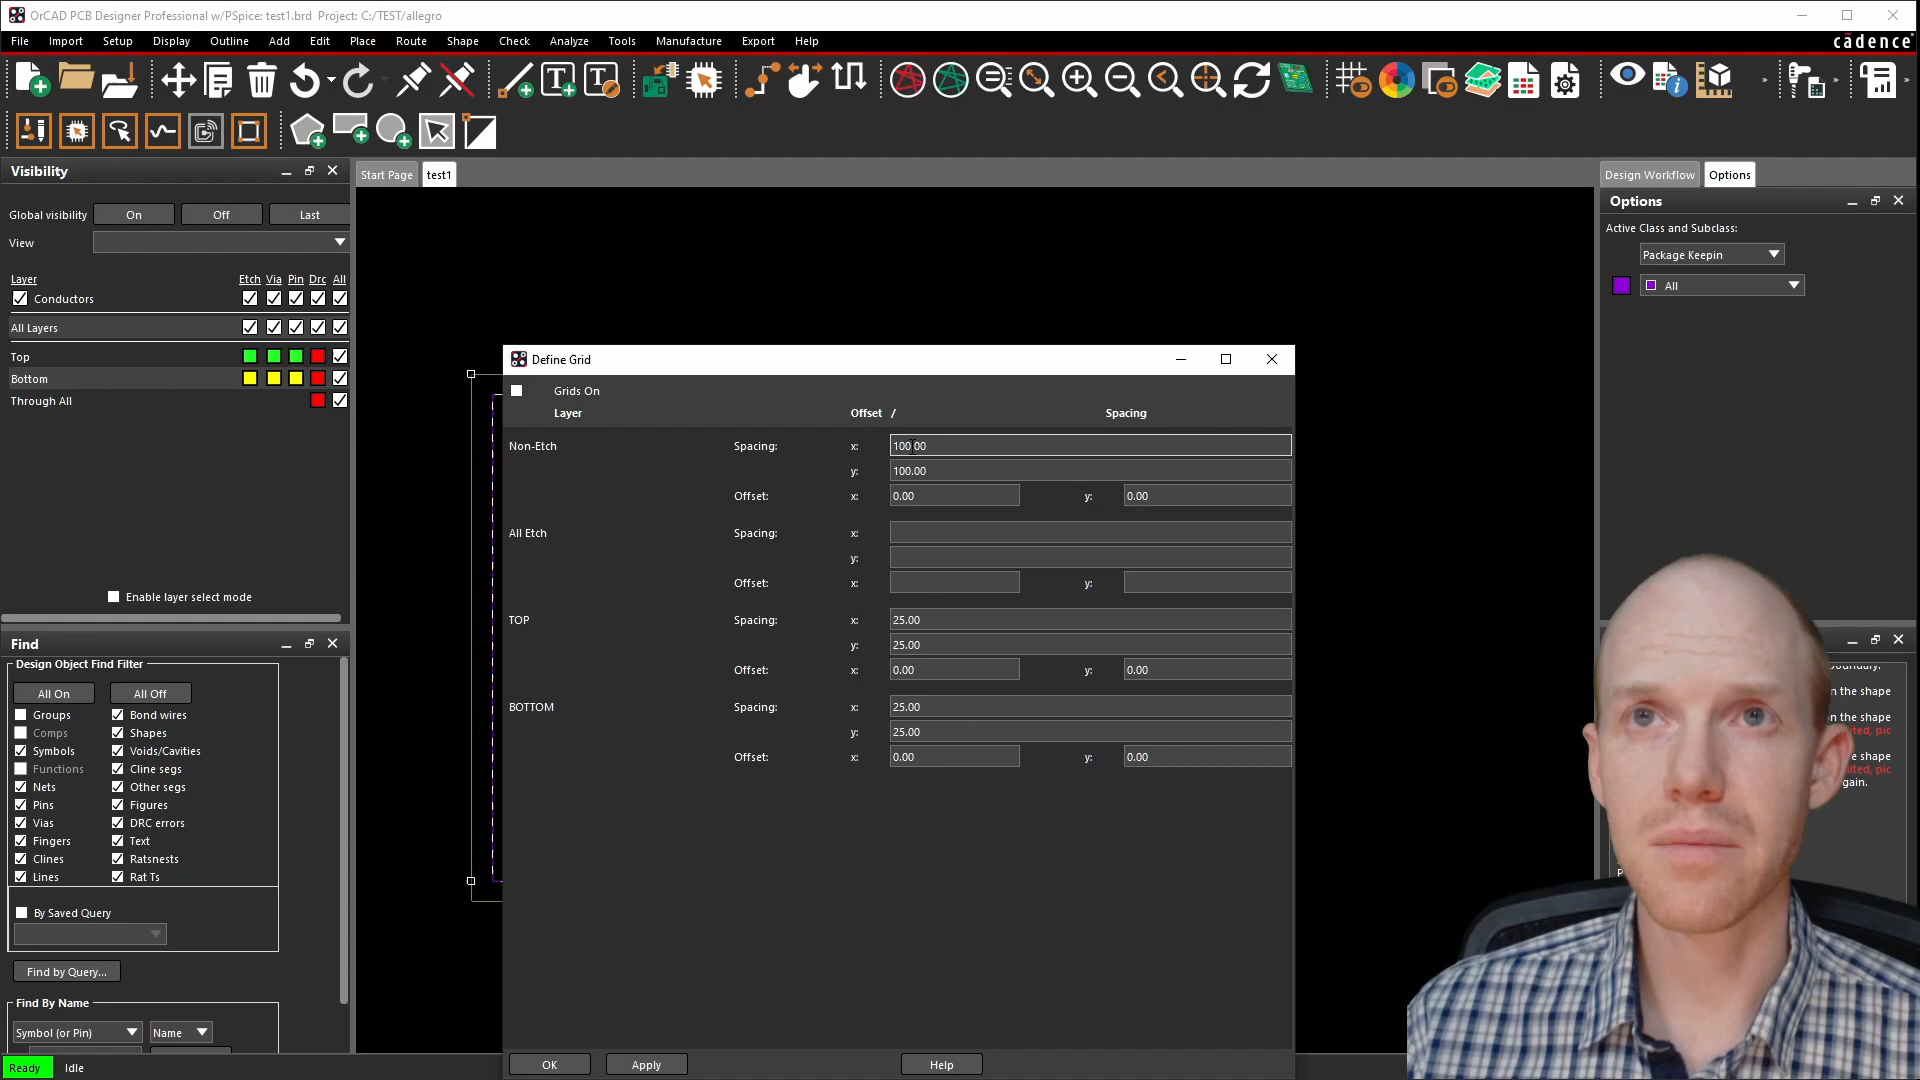 OrCAD PCB Designer Professional w/PSpice: test1.brd  Project: C:/TEST/allegro
File Import Setup Display Outline Add Edit Place Route Shape Check Analyze Tools Manufacture Export Help
cādence
Visibility
Global visibility On Off Last
View
Layer Etch Via Pin Drc All
Conductors
All Layers
Top
Bottom
Through All
Enable layer select mode
Find
Design Object Find Filter
All On All Off
Groups Bond wires
Comps Shapes
Symbols Voids/Cavities
Functions Cline segs
Nets Other segs
Pins Figures
Vias DRC errors
Fingers Text
Clines Ratsnests
Lines Rat Ts
By Saved Query
Find by Query...
Find By Name
Symbol (or Pin) Name
Ready Idle
Start Page test1
Define Grid
Grids On
Layer Offset / Spacing
Non-Etch Spacing: x: 100.00
y: 100.00
Offset: x: 0.00 y: 0.00
All Etch Spacing: x:
y:
Offset: x: y:
TOP Spacing: x: 25.00
y: 25.00
Offset: x: 0.00 y: 0.00
BOTTOM Spacing: x: 25.00
y: 25.00
Offset: x: 0.00 y: 0.00
OK Apply Help
Design Workflow Options
Options
Active Class and Subclass:
Package Keepin
All
n the shape
n the shape
pic
e shape
pic
gain.